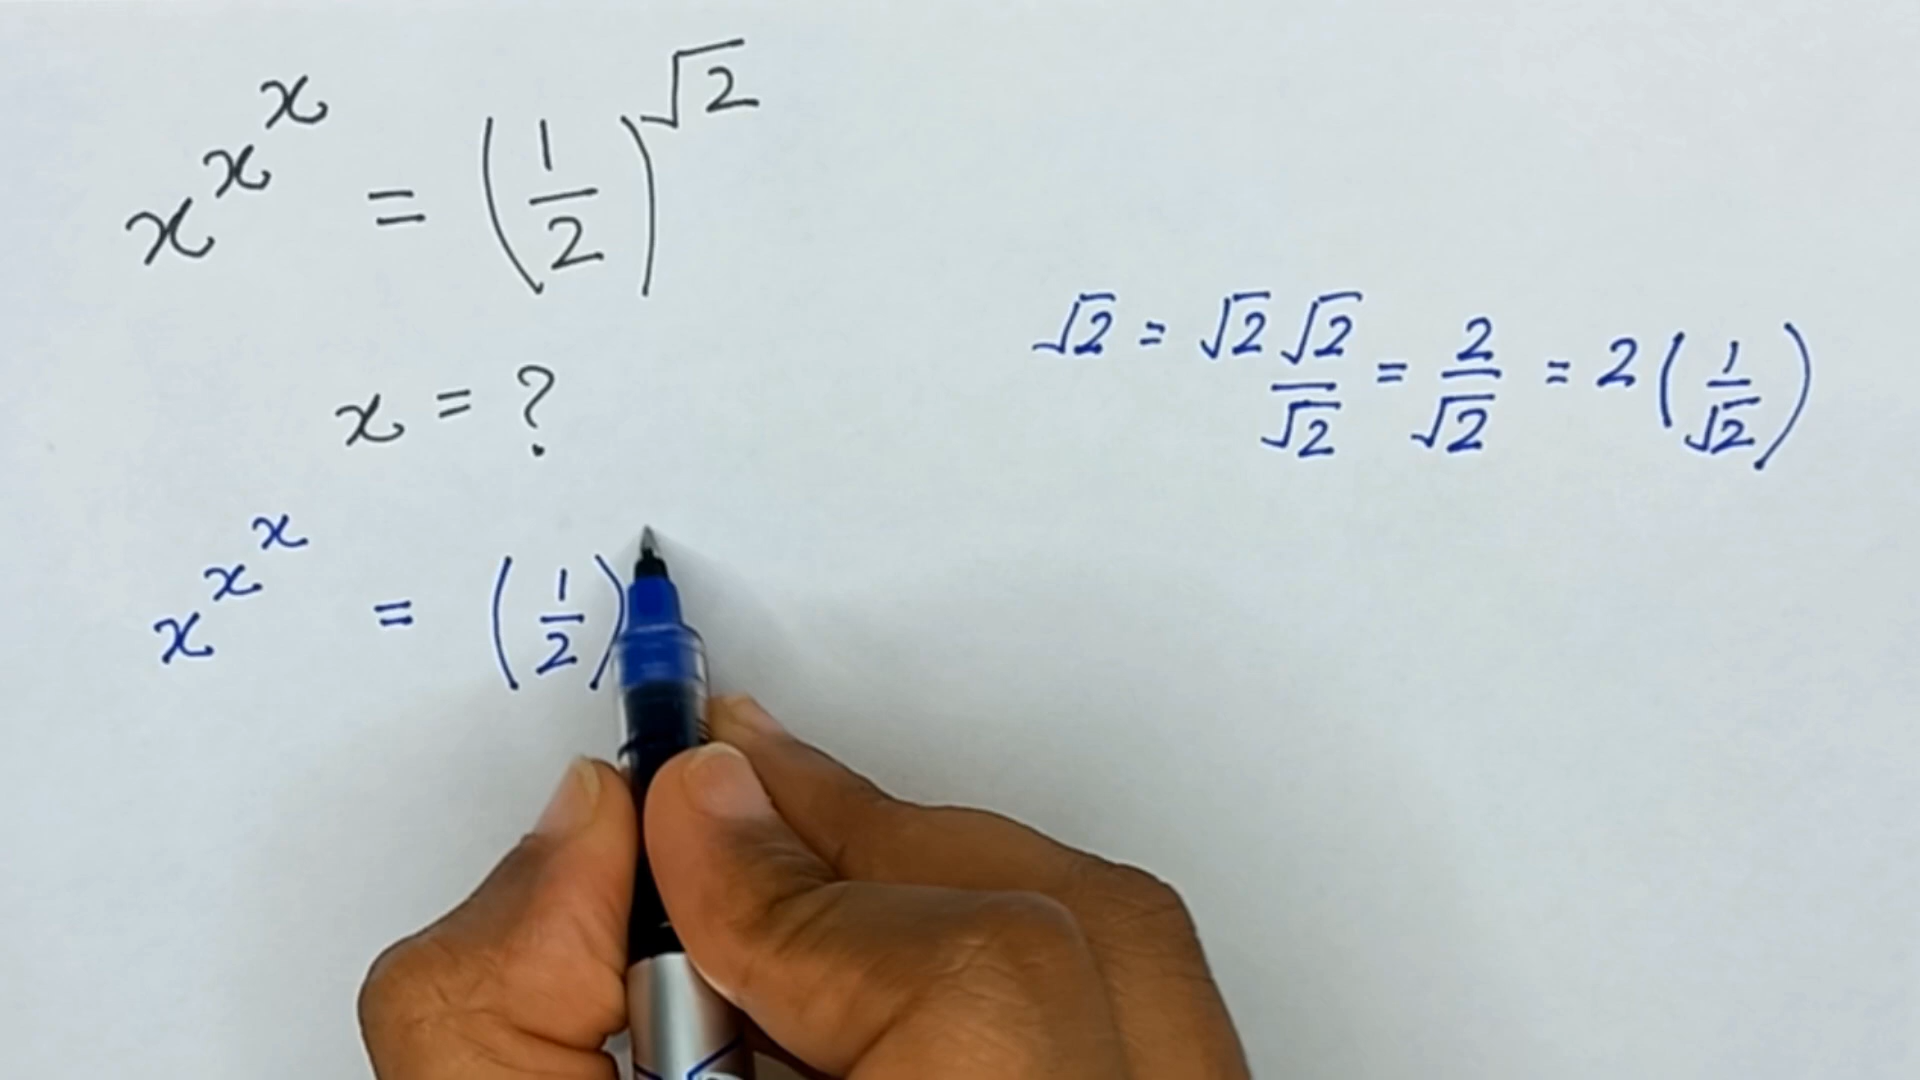 x^x^x = (1/2)^√2
√2 = √2 √2/√2 = 2/√2 = 2(1/√2)
x = ?
x^x^x = (1/2)